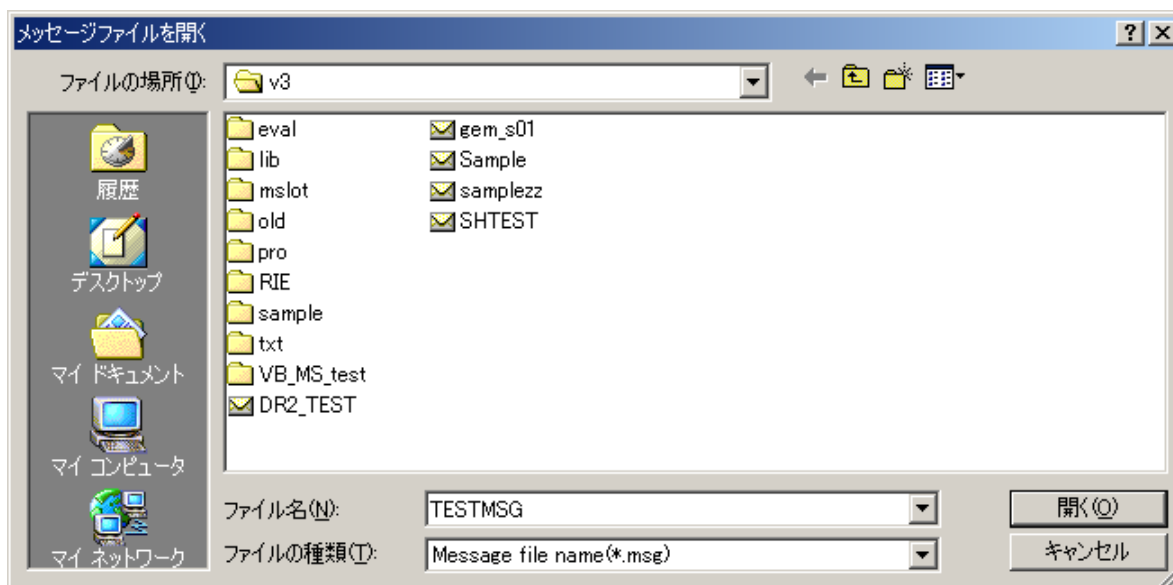 メッセージファイルを開く
ファイルの場所(I):
v3
履歴
デスクトップ
マイ ドキュメント
マイ コンピュータ
マイ ネットワーク
eval
lib
mslot
old
pro
RIE
sample
txt
VB_MS_test
DR2_TEST
gem_s01
Sample
samplezz
SHTEST
ファイル名(N):
TESTMSG
開く(O)
ファイルの種類(T):
Message file name(*.msg)
キャンセル